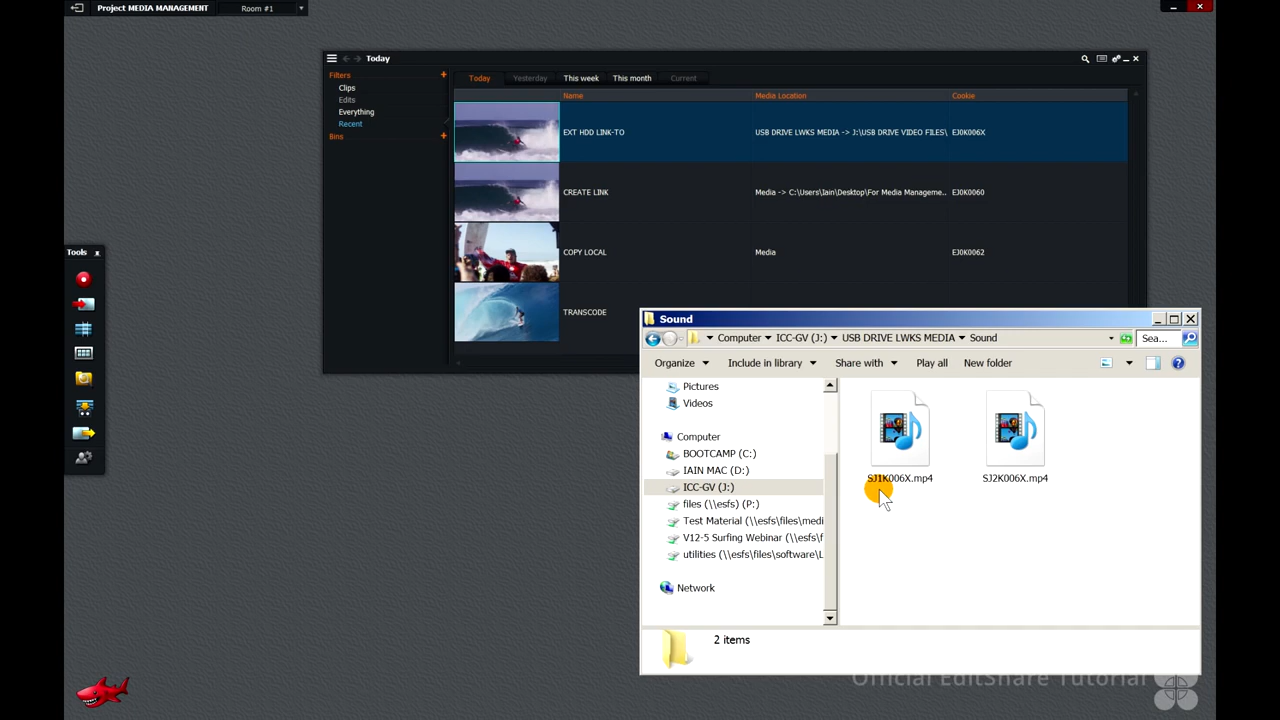 Project MEDIA MANAGEMENT
Room #1
Today
Filters
Clips
Edits
Everything
Recent
Bins
Today
Yesterday
This week
This month
Current
Name
Media Location
Cookie
EXT HDD LINK-TO
USB DRIVE LWKS MEDIA -> J:\USB DRIVE VIDEO FILES\
EJ0K006X
CREATE LINK
Media -> C:\Users\Iain\Desktop\For Media Manageme..
EJ0K0060
COPY LOCAL
Media
EJ0K0062
TRANSCODE
Tools
Sound
Computer
ICC-GV (J:)
USB DRIVE LWKS MEDIA
Sound
Sea...
Organize
Include in library
Share with
Play all
New folder
Pictures
Videos
Computer
BOOTCAMP (C:)
IAIN MAC (D:)
ICC-GV (J:)
files (\\esfs) (P:)
Test Material (\\esfs\files\medi
V12-5 Surfing Webinar (\\esfs\f
utilities (\\esfs\files\software\L
Network
SJ1K006X.mp4
SJ2K006X.mp4
2 items
Official EditShare Tutorial